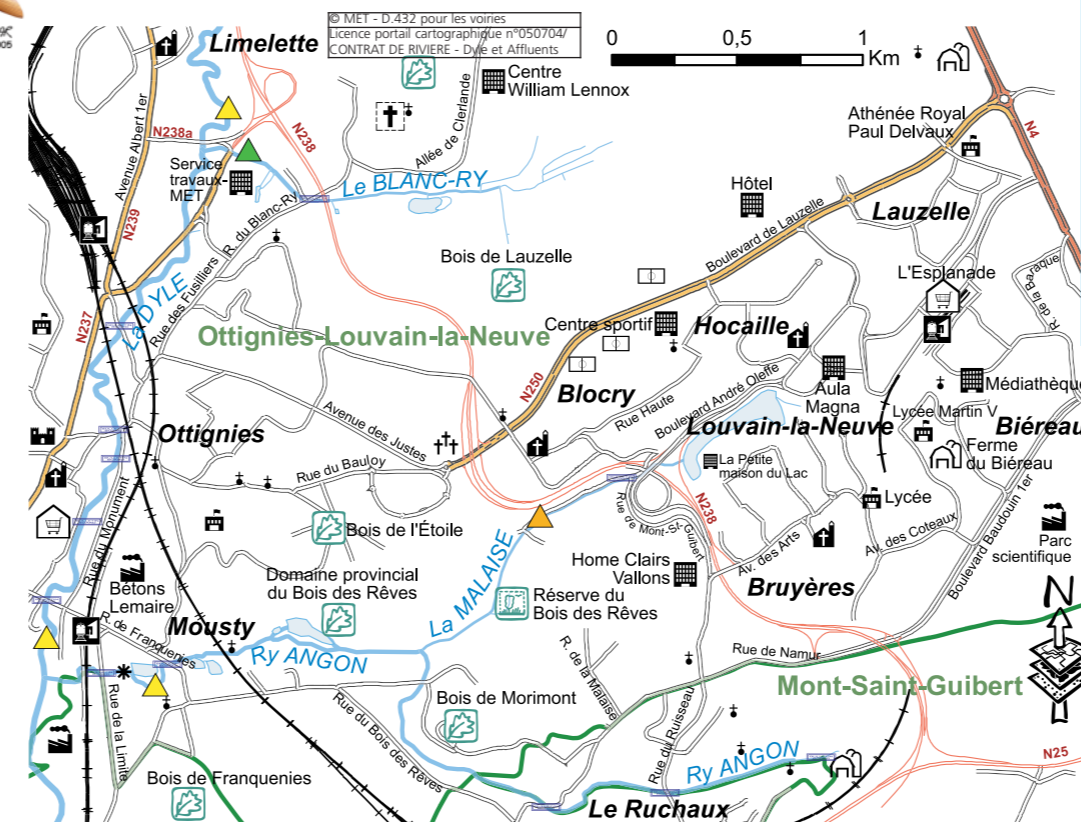 © MET - D.432 pour les voiries
Licence portail cartographique n°050704/
CONTRAT DE RIVIERE - Dyle et Affluents
005
0
0,5
1
Km
Limelette
Centre
William Lennox
Allée de Clerlande
Avenue Albert 1er
N238a
N238
N4
Athénée Royal
Paul Delvaux
Service
travaux-
MET
Le BLANC-RY
R. du Blanc-Ry
Hôtel
Lauzelle
Boulevard de Lauzelle
N239
Bois de Lauzelle
L'Esplanade
R. de la Baraque
La DYLE
Rue des Fusilliers
N237
Ottignies-Louvain-la-Neuve
Centre sportif
Hocaille
N250
Blocry
Boulevard André Oleffe
Aula
Magna
Médiathèque
Rue Haute
Avenue des Justes
Ottignies
Louvain-la-Neuve
Lycée Martin V
Biéreau
Ferme
du Biéreau
Rue du Bauloy
La Petite
maison du Lac
Rue du Monument
Rue de Mont-St-Guibert
N238
Lycée
Bois de l'Étoile
Av. des Coteaux
Boulevard Baudouin 1er
Parc
scientifique
La MALAISE
Av. des Arts
Home Clairs
Vallons
Bruyères
Bétons
Lemaire
Domaine provincial
du Bois des Rêves
Réserve du
Bois des Rêves
N
R. de Franquenies
Mousty
Ry ANGON
R. de la Malaise
Rue de Namur
Mont-Saint-Guibert
Rue de la Limite
Rue du Bois des Rêves
Bois de Morimont
Rue du Ruisseau
Ry ANGON
N25
Bois de Franquenies
Le Ruchaux